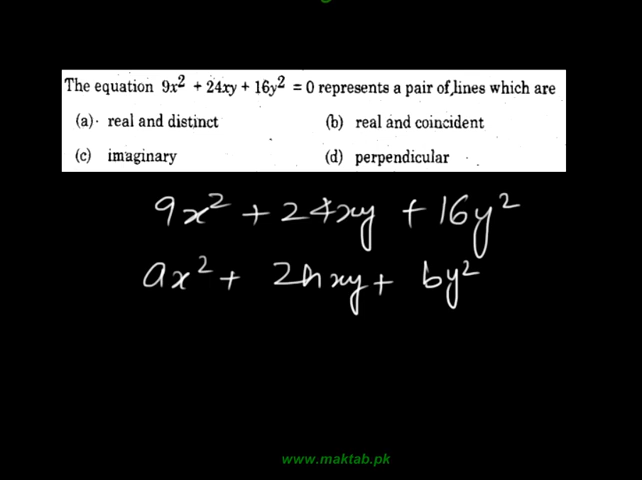 The equation 9x² + 24xy + 16y² = 0 represents a pair of lines which are
(a) real and distinct (b) real and coincident
(c) imaginary (d) perpendicular
9x² + 24xy + 16y²
ax² + 2hxy + by²
www.maktab.pk